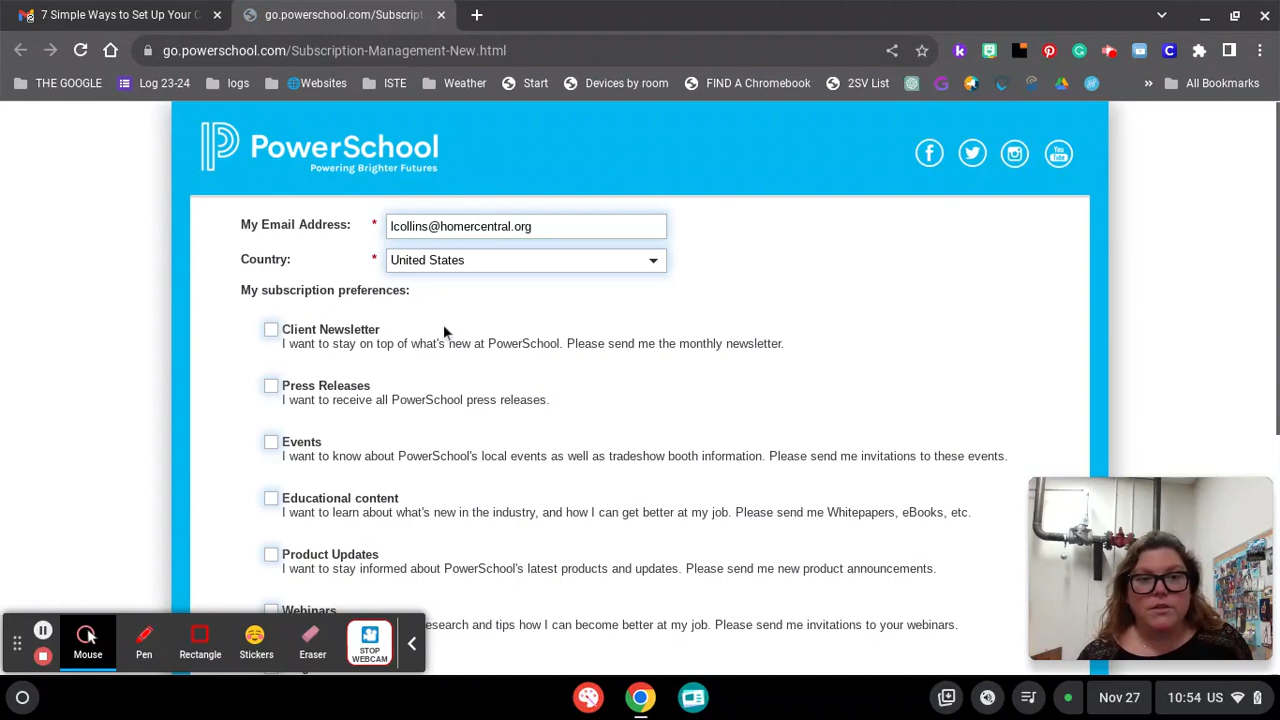 7 Simple Ways to Set Up Your C
go.powerschool.com/Subscript
go.powerschool.com/Subscription-Management-New.html
THE GOOGLE
Log 23-24
logs
Websites
ISTE
Weather
Start
Devices by room
FIND A Chromebook
2SV List
All Bookmarks
PowerSchool
Powering Brighter Futures
You Tube
My Email Address: * lcollins@homercentral.org
Country: * United States
My subscription preferences:
Client Newsletter
I want to stay on top of what's new at PowerSchool. Please send me the monthly newsletter.
Press Releases
I want to receive all PowerSchool press releases.
Events
I want to know about PowerSchool's local events as well as tradeshow booth information. Please send me invitations to these events.
Educational content
I want to learn about what's new in the industry, and how I can get better at my job. Please send me Whitepapers, eBooks, etc.
Product Updates
I want to stay informed about PowerSchool's latest products and updates. Please send me new product announcements.
Webinars
esearch and tips how I can become better at my job. Please send me invitations to your webinars.
Mouse
Pen
Rectangle
Stickers
Eraser
STOP WEBCAM
Nov 27
10:54 US